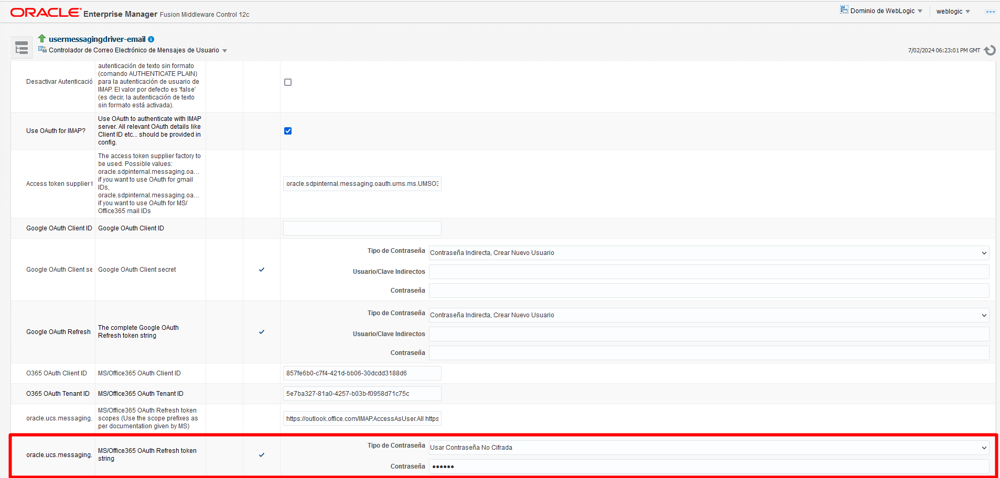 ORACLE Enterprise Manager Fusion Middleware Control 12c
Dominio de WebLogic
weblogic
usermessagingdriver-email
Controlador de Correo Electrónico de Mensajes de Usuario
7/02/2024 06:23:01 PM GMT
Desactivar Autenticació
autenticación de texto sin formato
(comando AUTHENTICATE PLAIN)
para la autenticación de usuario de
IMAP. El valor por defecto es 'false'
(es decir, la autenticación de texto
sin formato está activada).
Use OAuth for IMAP?
Use OAuth to authenticate with IMAP
server. All relevant OAuth details like
Client ID etc... should be provided in
config.
Access token supplier f
The access token supplier factory to
be used. Possible values:
oracle.sdpinternal.messaging.oa...
if you want to use OAuth for gmail
IDs,
oracle.sdpinternal.messaging.oa...
if you want to use OAuth for MS/
Office365 mail IDs
oracle.sdpinternal.messaging.oauth.ums.ms.UMSO3
Google OAuth Client ID
Google OAuth Client ID
Google OAuth Client se
Google OAuth Client secret
Tipo de Contraseña
Contraseña Indirecta, Crear Nuevo Usuario
Usuario/Clave Indirectos
Contraseña
Google OAuth Refresh
The complete Google OAuth
Refresh token string
Tipo de Contraseña
Contraseña Indirecta, Crear Nuevo Usuario
Usuario/Clave Indirectos
Contraseña
O365 OAuth Client ID
MS/Office365 OAuth Client ID
857fe6b0-c7f4-421d-bb06-30dcdd3188d6
O365 OAuth Tenant ID
MS/Office365 OAuth Tenant ID
5e7ba327-81a0-4257-b03b-f0958d71c75c
oracle.ucs.messaging.
MS/Office365 OAuth Refresh token
scopes (Use the scope prefixes as
per documentation given by MS)
https://outlook.office.com/IMAP.AccessAsUser.All https
oracle.ucs.messaging.
MS/Office365 OAuth Refresh token
string
Tipo de Contraseña
Usar Contraseña No Cifrada
Contraseña
••••••